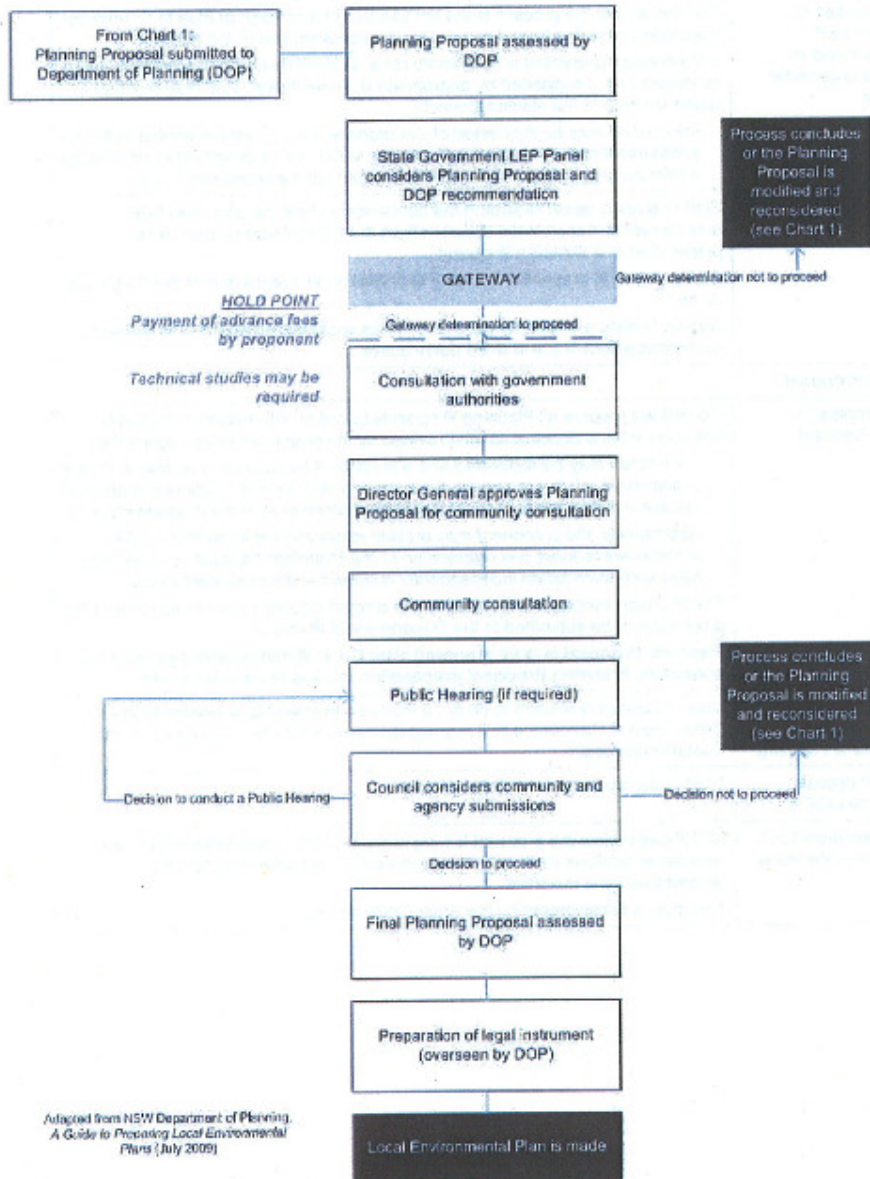 From Chart 1:
Planning Proposal submitted to
Department of Planning (DOP)
Planning Proposal assessed by
DOP
State Government LEP Panel
considers Planning Proposal and
DOP recommendation
Process concludes
or the Planning
Proposal is
modified and
reconsidered
(see Chart 1)
GATEWAY
Gateway determination not to proceed
HOLD POINT
Payment of advance fees
by proponent
Gateway determination to proceed
Technical studies may be
required
Consultation with government
authorities
Director General approves Planning
Proposal for community consultation
Community consultation
Public Hearing (if required)
Process concludes
or the Planning
Proposal is modified
and reconsidered
(see Chart 1)
Decision to conduct a Public Hearing
Council considers community and
agency submissions
Decision not to proceed
Decision to proceed
Final Planning Proposal assessed
by DOP
Preparation of legal instrument
(overseen by DOP)
Adapted from NSW Department of Planning,
A Guide to Preparing Local Environmental
Plans (July 2009)
Local Environmental Plan is made